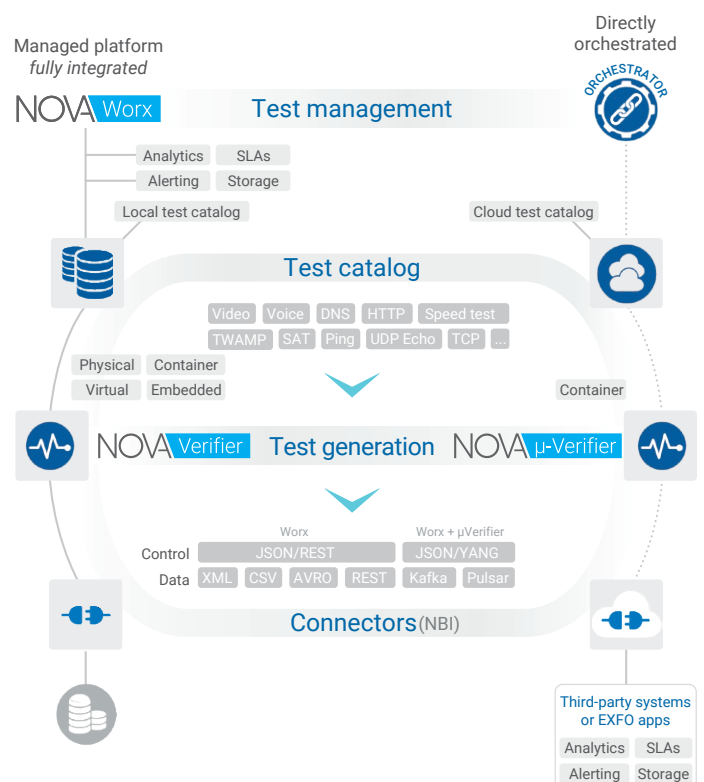 Managed platform
fully integrated
NOVA Worx
Test management
Directly
orchestrated
ORCHESTRATOR
Analytics SLAs
Alerting Storage
Local test catalog
Cloud test catalog
Test catalog
Video Voice DNS HTTP Speed test
TWAMP SAT Ping UDP Echo TCP ...
Physical Container
Virtual Embedded
Container
NOVA Verifier
Test generation
NOVA µ-Verifier
Worx
Worx + µVerifier
Control JSON/REST JSON/YANG
Data XML CSV AVRO REST Kafka Pulsar
Connectors (NBI)
Third-party systems
or EXFO apps
Analytics SLAs
Alerting Storage